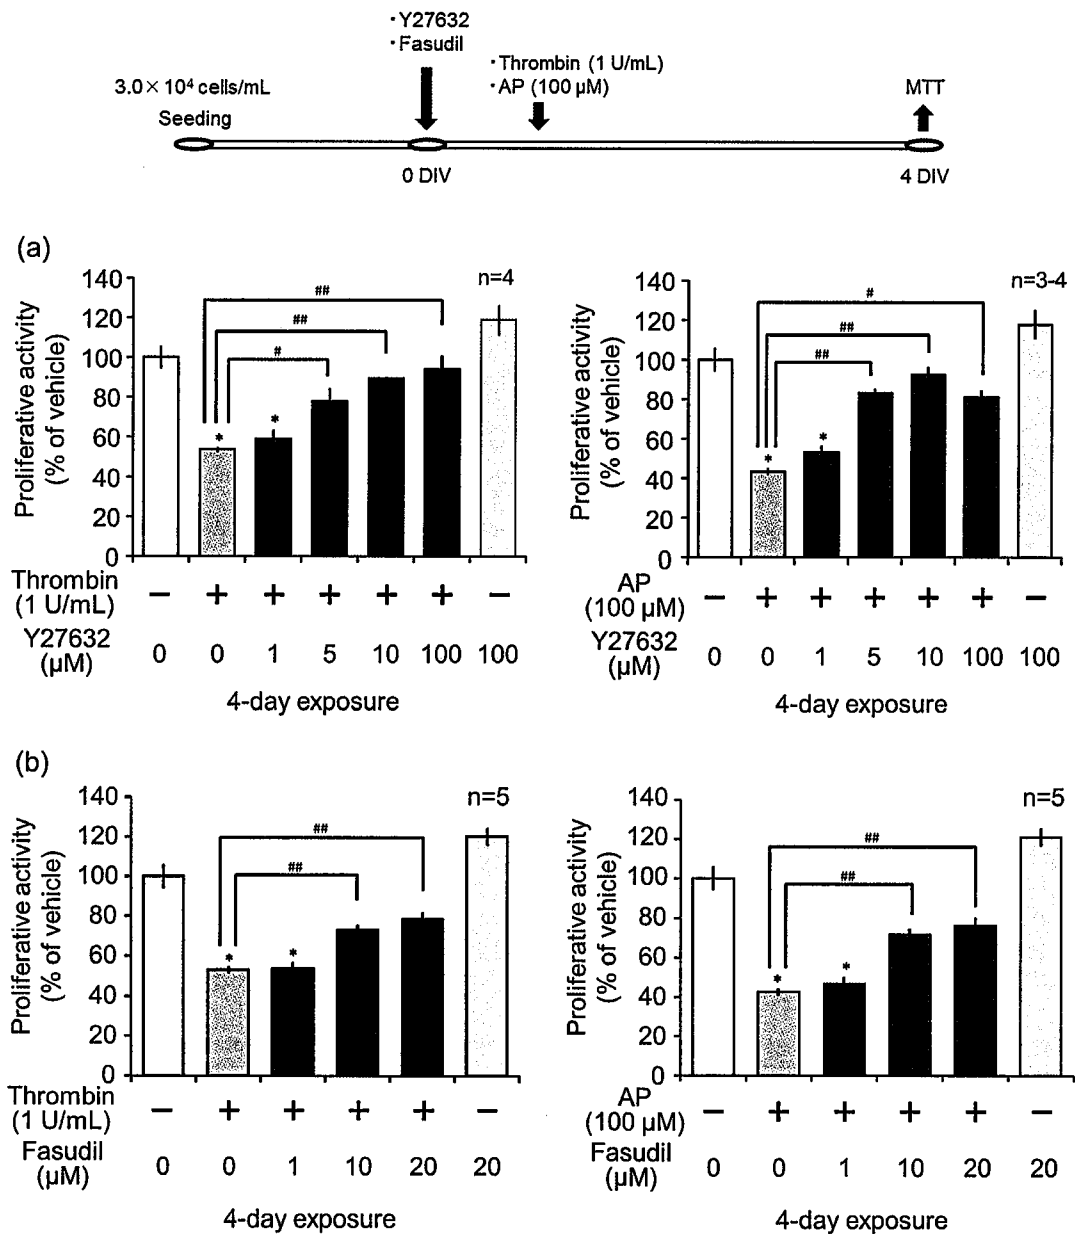 ・Y27632
・Fasudil
・Thrombin (1 U/mL)
・AP (100 µM)
3.0×10⁴ cells/mL
Seeding
MTT
0 DIV
4 DIV
(a)
Proliferative activity
(% of vehicle)
140
120
100
80
60
40
20
0
n=4
##
##
#
*
*
Thrombin
(1 U/mL)
− + + + + + −
Y27632
(µM)
0 0 1 5 10 100 100
4-day exposure
Proliferative activity
(% of vehicle)
140
120
100
80
60
40
20
0
n=3-4
#
##
##
*
*
AP
(100 µM)
− + + + + + −
Y27632
(µM)
0 0 1 5 10 100 100
4-day exposure
(b)
Proliferative activity
(% of vehicle)
140
120
100
80
60
40
20
0
n=5
##
##
*
*
Thrombin
(1 U/mL)
− + + + + −
Fasudil
(µM)
0 0 1 10 20 20
4-day exposure
Proliferative activity
(% of vehicle)
140
120
100
80
60
40
20
0
n=5
##
##
*
*
AP
(100 µM)
− + + + + −
Fasudil
(µM)
0 0 1 10 20 20
4-day exposure